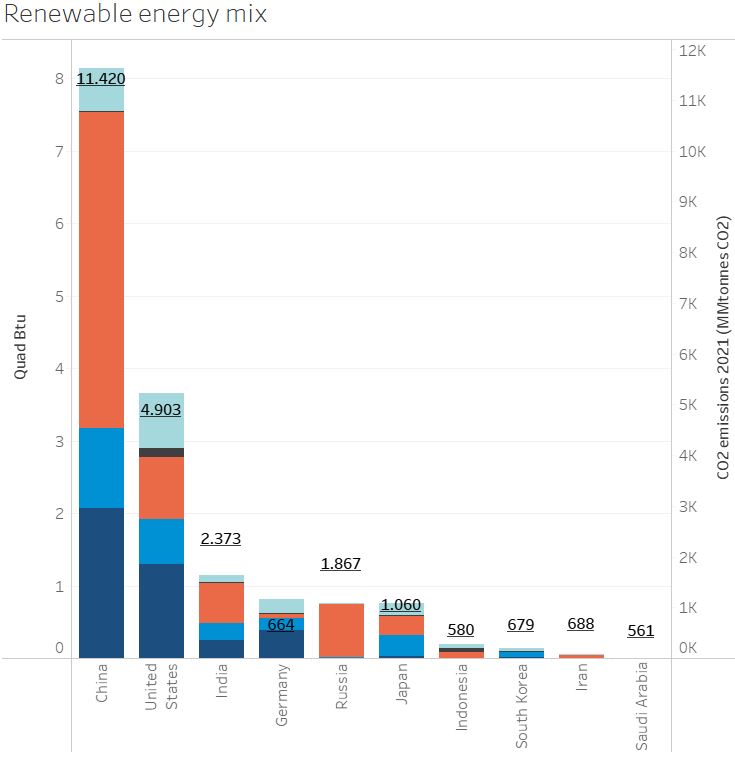 Renewable energy mix
8
7
6
5
4
3
2
1
0
Quad Btu
12K
11K
10K
9K
8K
7K
6K
5K
4K
3K
2K
1K
0K
CO2 emissions 2021 (MMtonnes CO2)
11.420
4.903
2.373
664
1.867
1.060
580
679
688
561
China
United
States
India
Germany
Russia
Japan
Indonesia
South Korea
Iran
Saudi Arabia